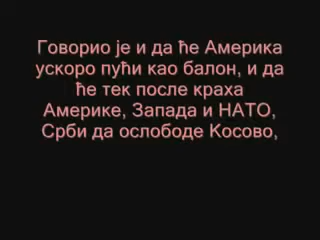 Говорио је и да ће Америка
ускоро пући као балон, и да
ће тек после краха
Америке, Запада и НАТО,
Срби да ослободе Косово,